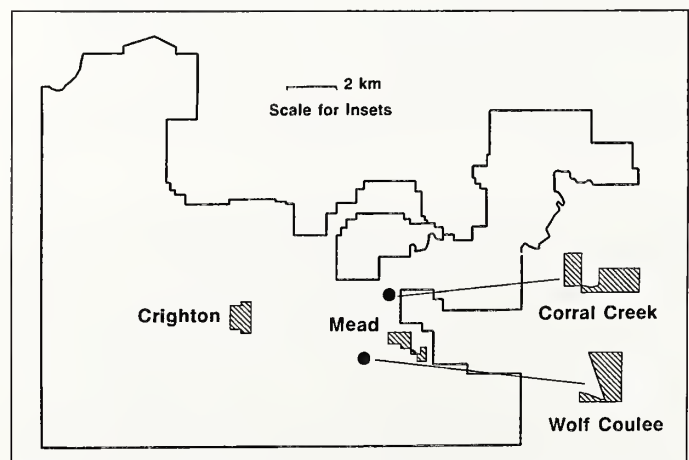 2 km
Scale for Insets
Crighton
Mead
Corral Creek
Wolf Coulee